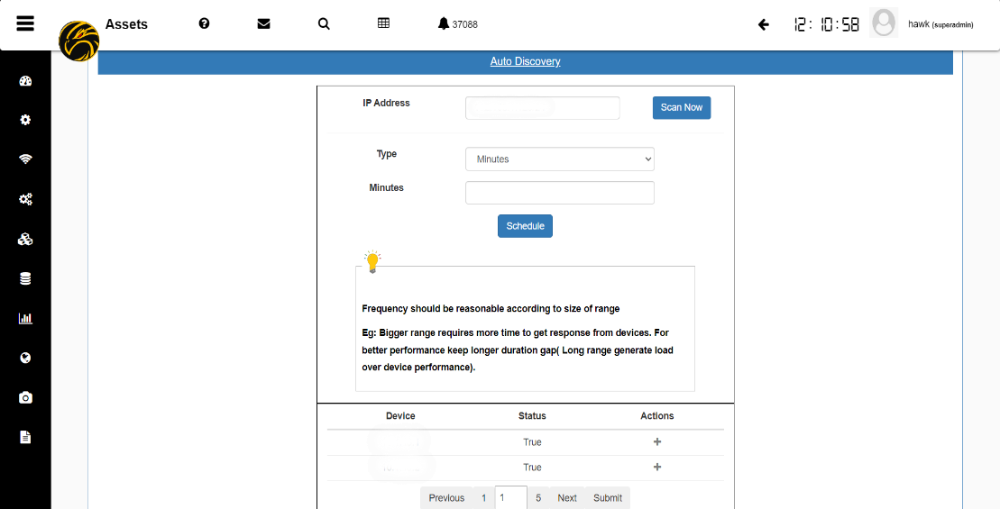 Assets
37088
12:10:58
hawk (superadmin)
Auto Discovery
IP Address
Scan Now
Type
Minutes
Minutes
Schedule
Frequency should be reasonable according to size of range
Eg: Bigger range requires more time to get response from devices. For
better performance keep longer duration gap( Long range generate load
over device performance).
Device Status Actions
True
True
Previous 1 1 5 Next Submit